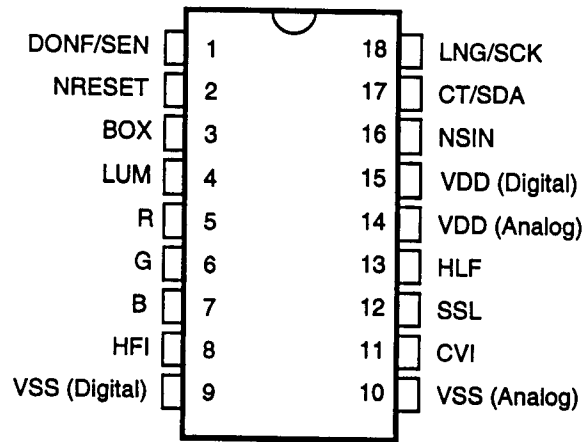 DONF/SEN 1 18 LNG/SCK
NRESET 2 17 CT/SDA
BOX 3 16 NSIN
LUM 4 15 VDD (Digital)
R 5 14 VDD (Analog)
G 6 13 HLF
B 7 12 SSL
HFI 8 11 CVI
VSS (Digital) 9 10 VSS (Analog)